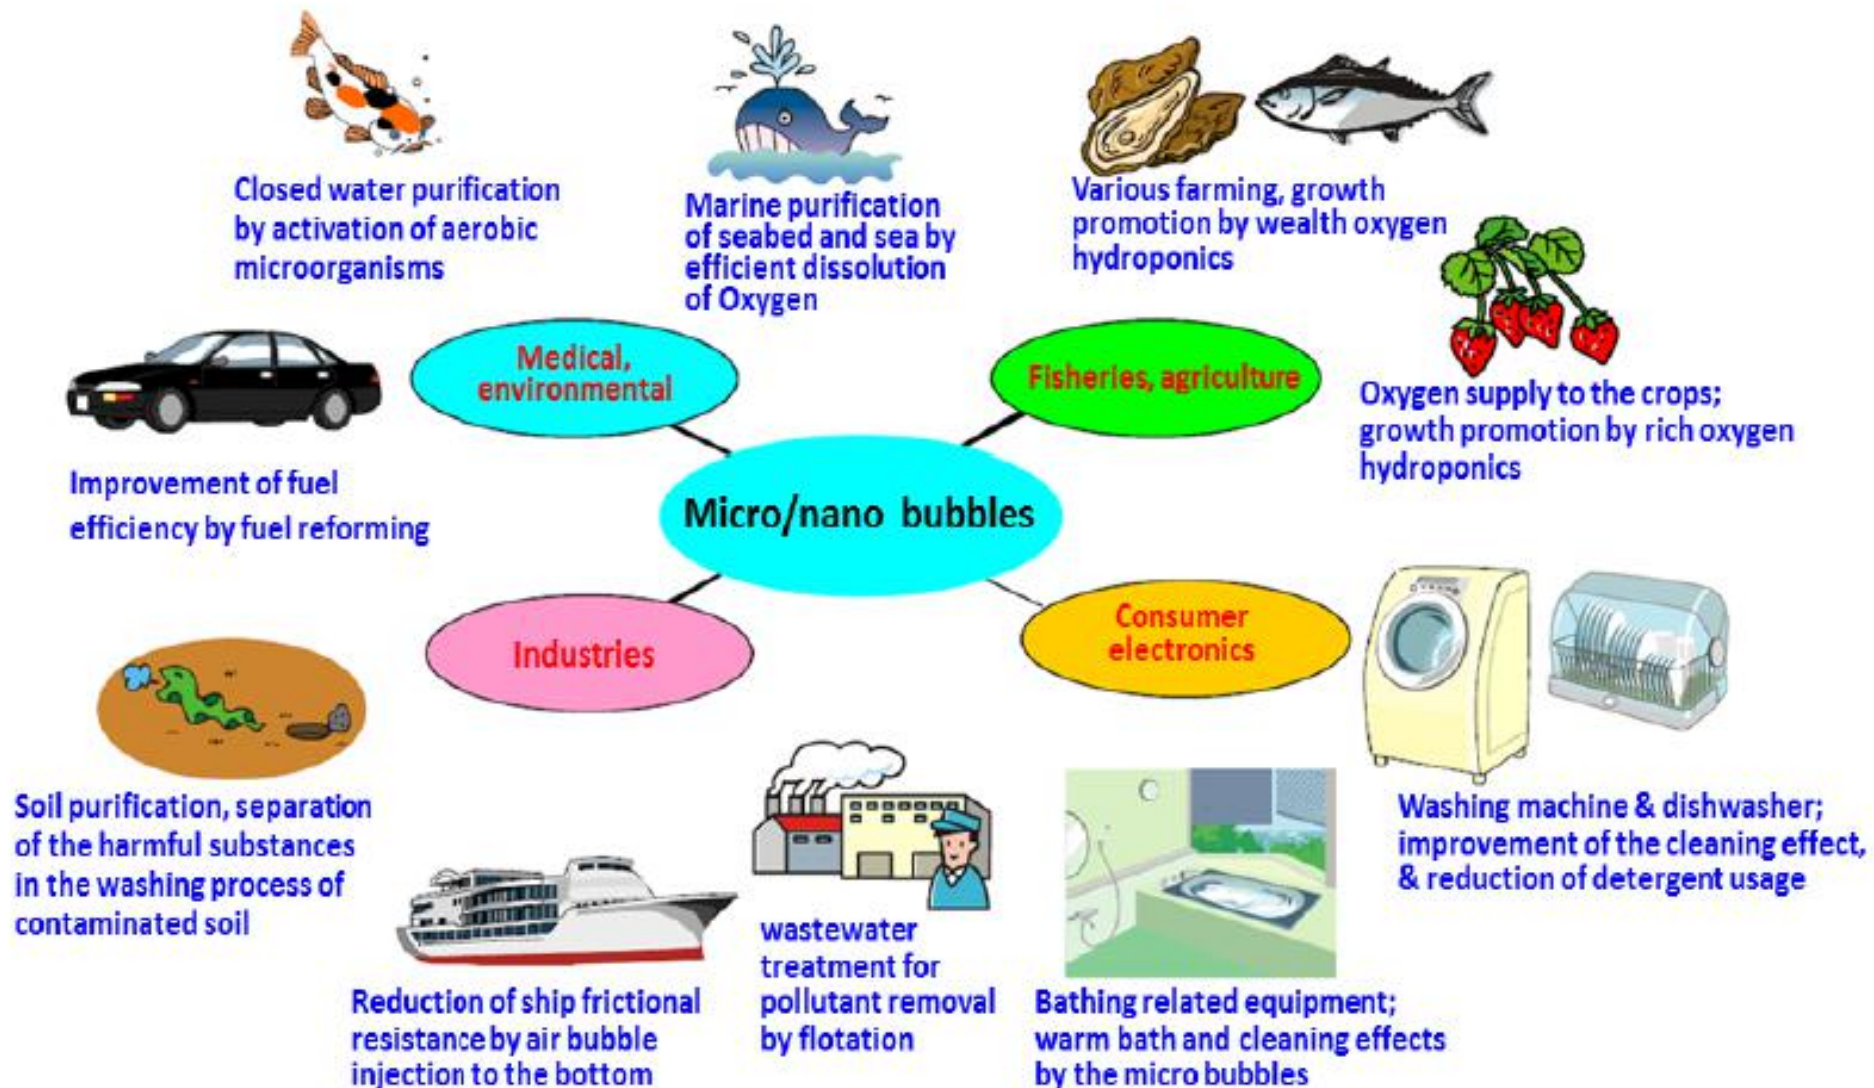 Closed water purification
by activation of aerobic
microorganisms
Marine purification
of seabed and sea by
efficient dissolution
of Oxygen
Various farming, growth
promotion by wealth oxygen
hydroponics
Medical,
environmental
Fisheries, agriculture
Oxygen supply to the crops;
growth promotion by rich oxygen
hydroponics
Improvement of fuel
efficiency by fuel reforming
Micro/nano bubbles
Industries
Consumer
electronics
Soil purification, separation
of the harmful substances
in the washing process of
contaminated soil
Washing machine & dishwasher;
improvement of the cleaning effect,
& reduction of detergent usage
Reduction of ship frictional
resistance by air bubble
injection to the bottom
wastewater
treatment for
pollutant removal
by flotation
Bathing related equipment;
warm bath and cleaning effects
by the micro bubbles